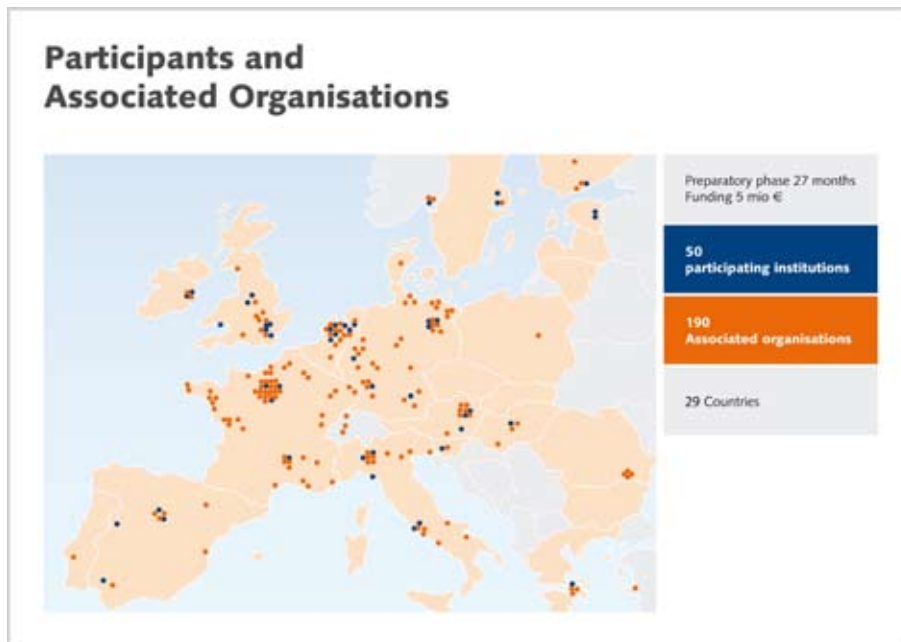 Participants and
Associated Organisations
Preparatory phase 27 months
Funding 5 mio €
50
participating institutions
190
Associated organisations
29 Countries